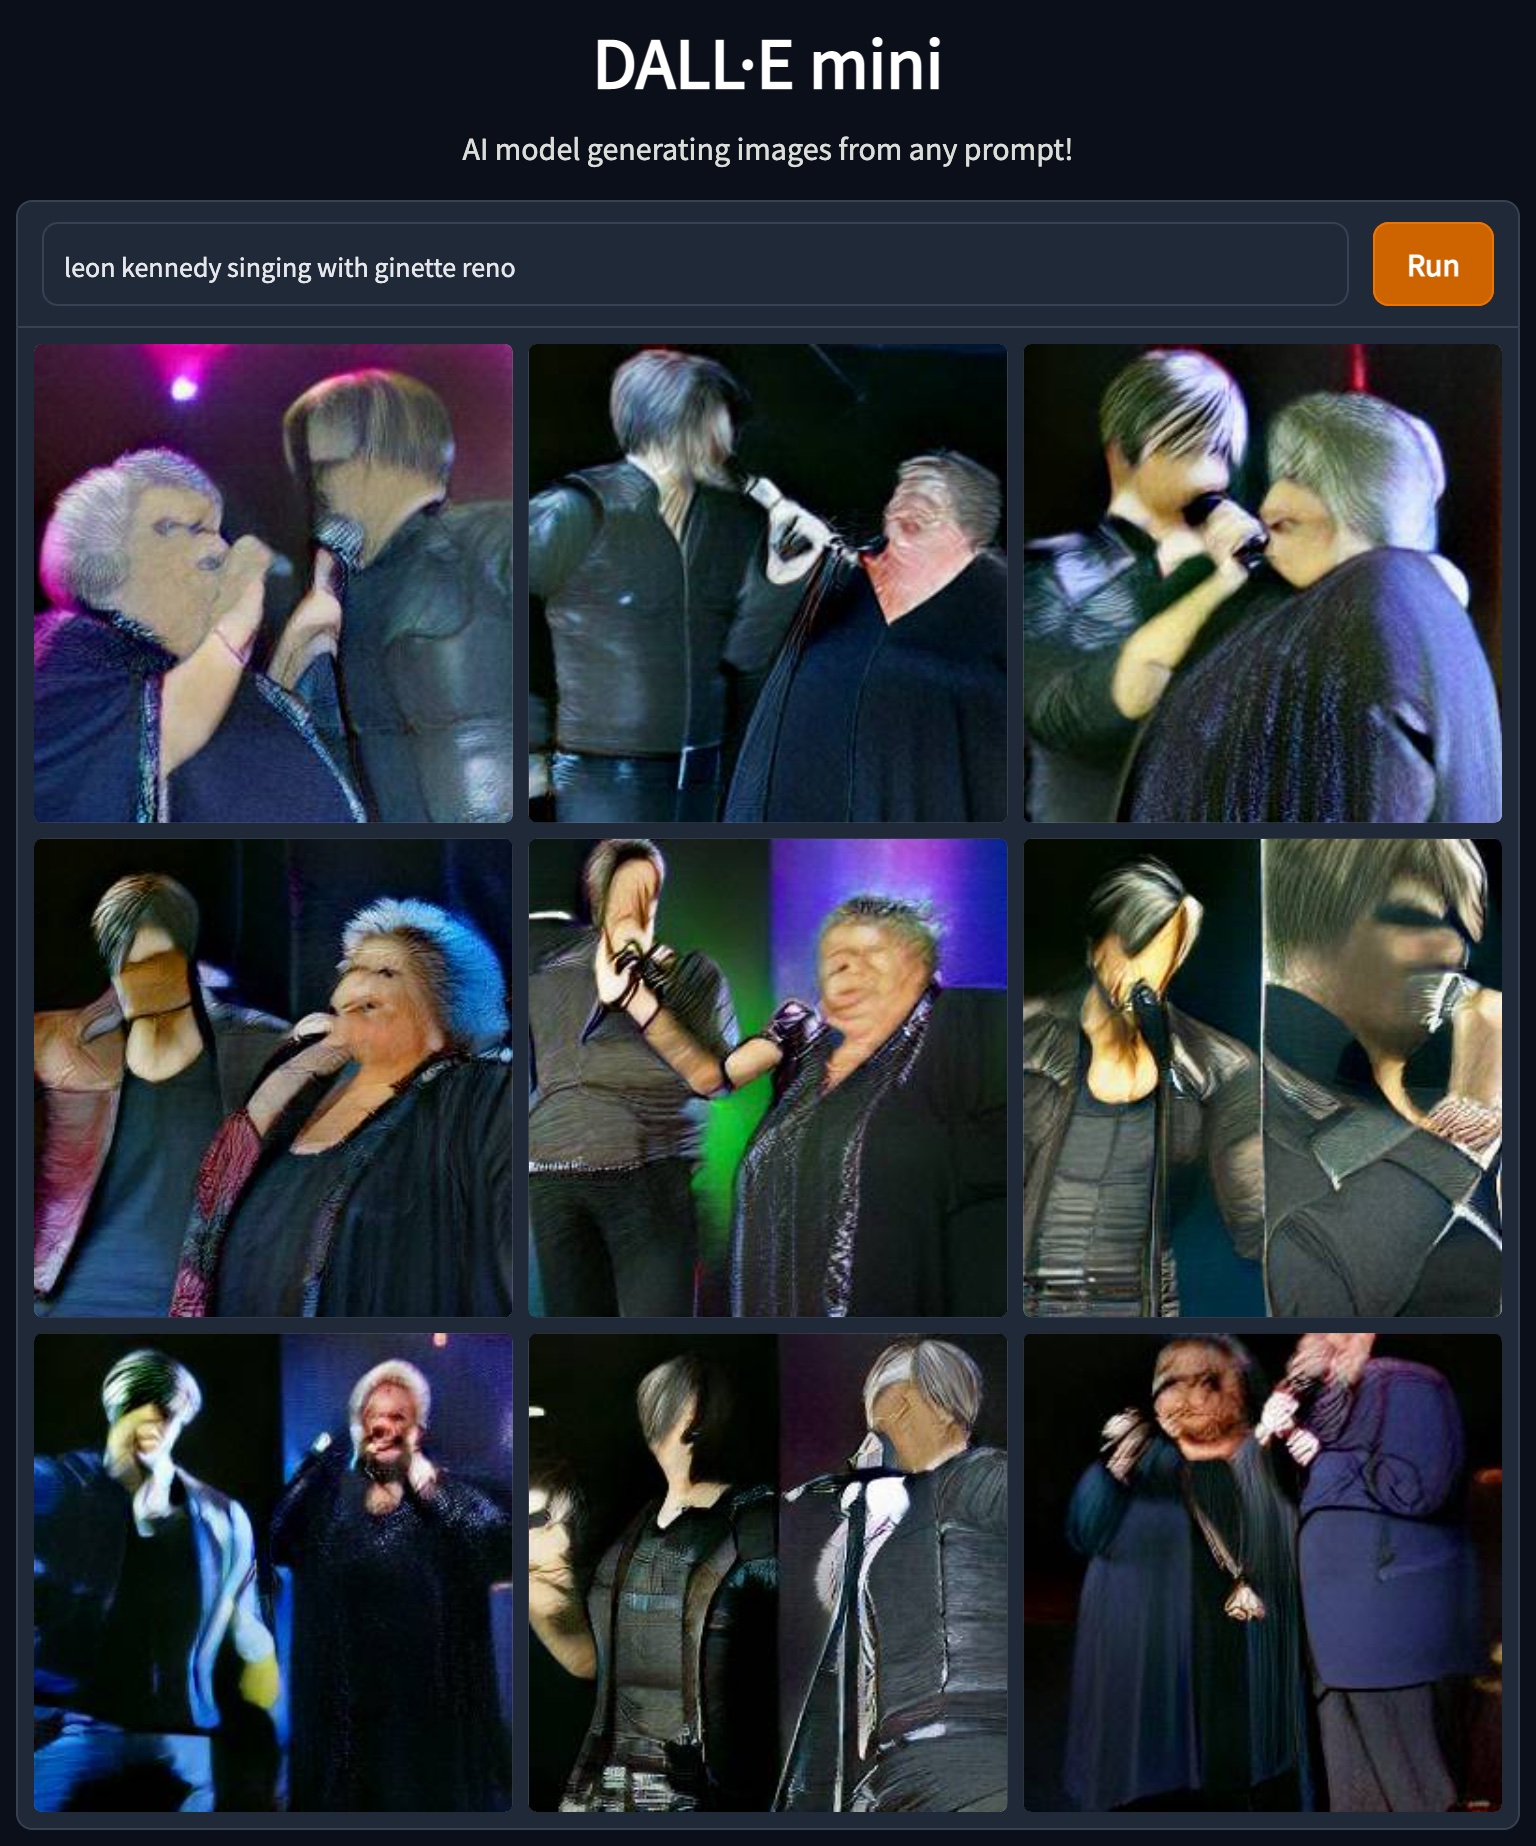 DALL·E mini
AI model generating images from any prompt!
leon kennedy singing with ginette reno
Run